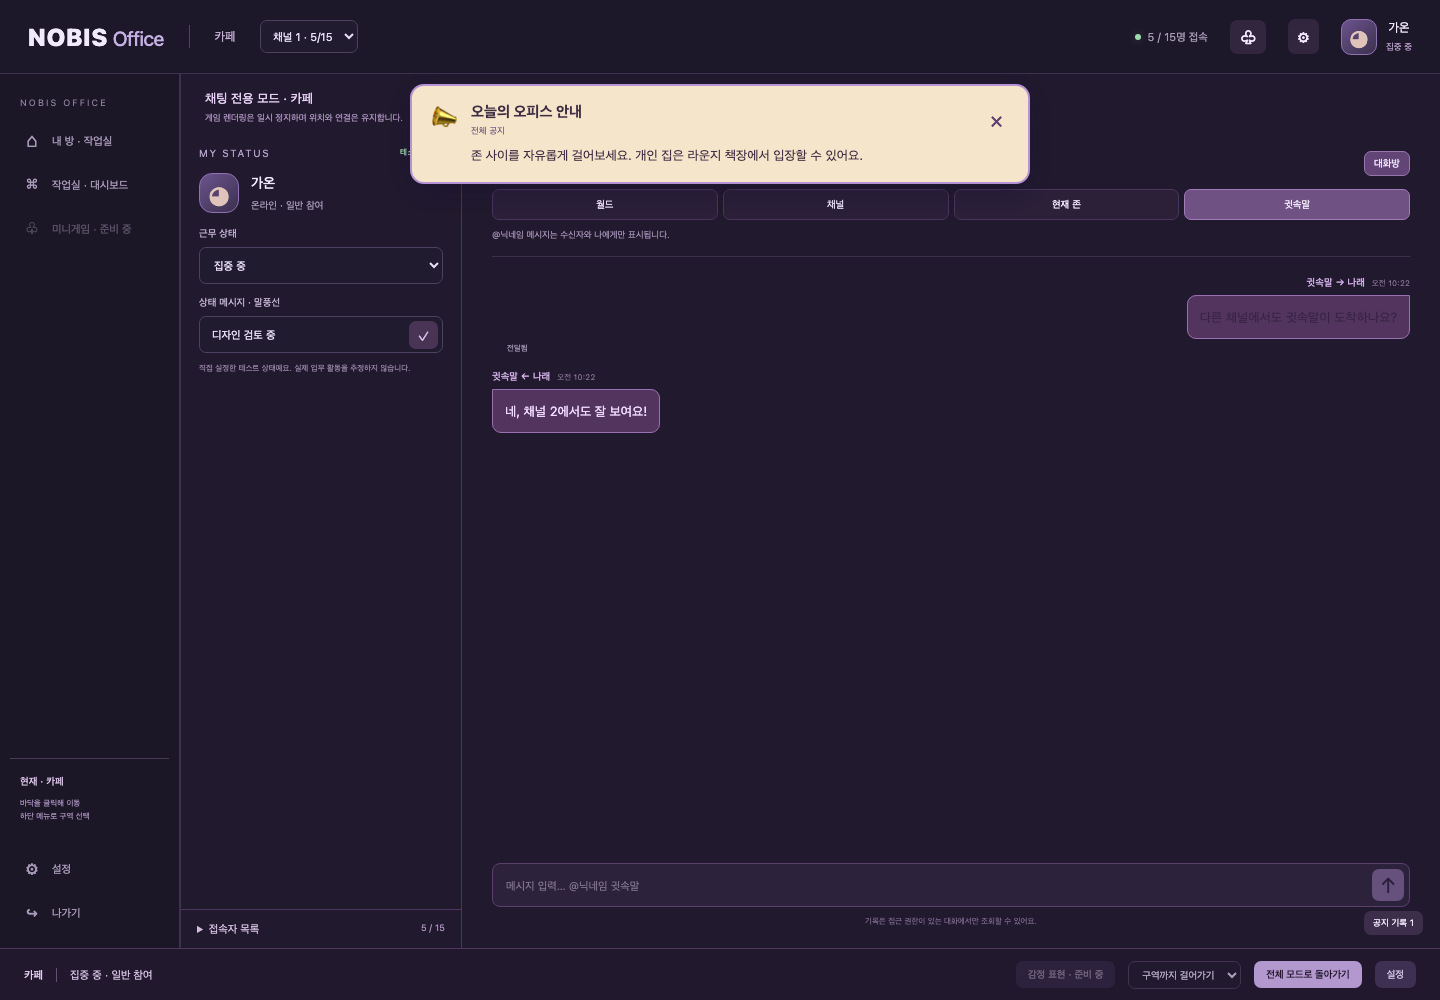 NOBIS Office
카페
채널 1 · 5/15
5 / 15명 접속
가온
집중 중
NOBIS OFFICE
내 방 · 작업실
작업실 · 대시보드
미니게임 · 준비 중
현재 · 카페
바닥을 클릭해 이동
하단 메뉴로 구역 선택
설정
나가기
채팅 전용 모드 · 카페
게임 렌더링은 일시 정지하며 위치와 연결은 유지합니다.
MY STATUS
가온
온라인 · 일반 참여
근무 상태
집중 중
상태 메시지 · 말풍선
디자인 검토 중
직접 설정한 테스트 상태예요. 실제 업무 활동을 추정하지 않습니다.
접속자 목록
5 / 15
오늘의 오피스 안내
전체 공지
존 사이를 자유롭게 걸어보세요. 개인 집은 라운지 책장에서 입장할 수 있어요.
대화방
월드
채널
현재 존
귓속말
@닉네임 메시지는 수신자와 나에게만 표시됩니다.
귓속말 → 나래 오전 10:22
다른 채널에서도 귓속말이 도착하나요?
전달됨
귓속말 ← 나래 오전 10:22
네, 채널 2에서도 잘 보여요!
메시지 입력... @닉네임 귓속말
기록은 접근 권한이 있는 대화에서만 조회할 수 있어요.
공지 기록 1
카페
집중 중 · 일반 참여
감정 표현 · 준비 중
구역까지 걸어가기
전체 모드로 돌아가기
설정